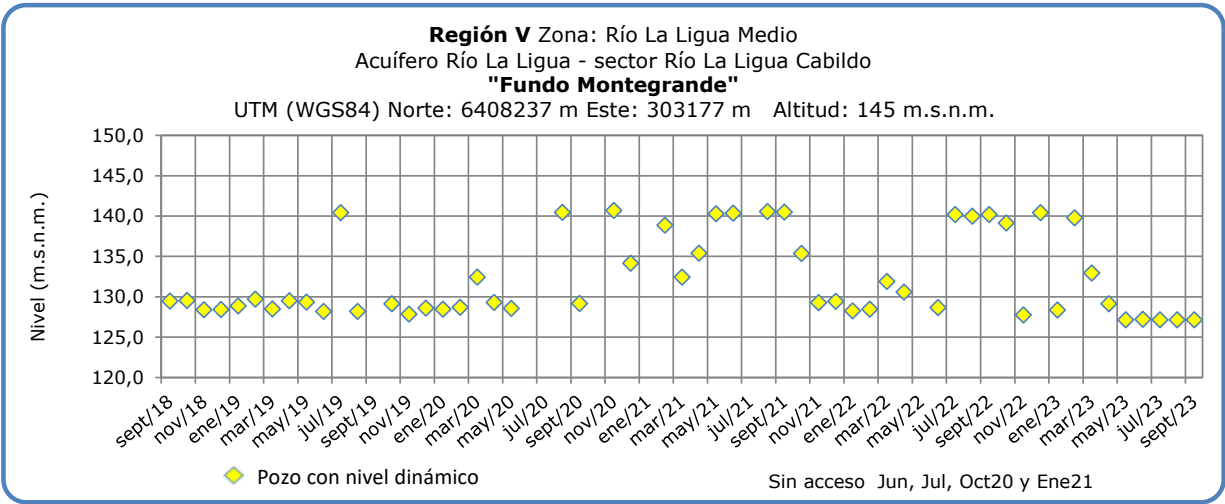 Región V Zona: Río La Ligua Medio
Acuífero Río La Ligua - sector Río La Ligua Cabildo
"Fundo Montegrande"
UTM (WGS84) Norte: 6408237 m Este: 303177 m Altitud: 145 m.s.n.m.
Nivel (m.s.n.m.)
150,0
145,0
140,0
135,0
130,0
125,0
120,0
sept/18 nov/18 ene/19 mar/19 may/19 jul/19 sept/19 nov/19 ene/20 mar/20 may/20 jul/20 sept/20 nov/20 ene/21 mar/21 may/21 jul/21 sept/21 nov/21 ene/22 mar/22 may/22 jul/22 sept/22 nov/22 ene/23 mar/23 may/23 jul/23 sept/23
Pozo con nivel dinámico
Sin acceso Jun, Jul, Oct20 y Ene21